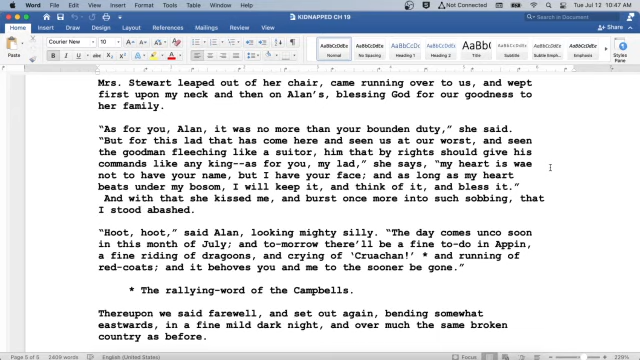 Word File Edit View Insert Format Tools Table Window Help
Not Connected
Tue Jul 12 10:47 AM
KIDNAPPED CH 19
Search in Document
Home Insert Draw Design Layout References Mailings Review View
Share
Paste
Courier New
10
AaBbCcDdEe
AaBbCcDdEe
AaBbCcDc
AaBbCcDdEe
AaBb(
AaBbCcDdEe
AaBbCcDdEe
AaBbCcDdEe
Normal
No Spacing
Heading 1
Heading 2
Title
Subtitle
Subtle Emph...
Emphasis
Styles
Pane
Mrs. Stewart leaped out of her chair, came running over to us, and wept
first upon my neck and then on Alan’s, blessing God for our goodness to
her family.
“As for you, Alan, it was no more than your bounden duty,” she said.
“But for this lad that has come here and seen us at our worst, and seen
the goodman fleeching like a suitor, him that by rights should give his
commands like any king--as for you, my lad,” she says, “my heart is wae
not to have your name, but I have your face; and as long as my heart
beats under my bosom, I will keep it, and think of it, and bless it.”
And with that she kissed me, and burst once more into such sobbing, that
I stood abashed.
“Hoot, hoot,” said Alan, looking mighty silly. “The day comes unco soon
in this month of July; and to-morrow there’ll be a fine to-do in Appin,
a fine riding of dragoons, and crying of ‘Cruachan!’ * and running of
red-coats; and it behoves you and me to the sooner be gone.”
* The rallying-word of the Campbells.
Thereupon we said farewell, and set out again, bending somewhat
eastwards, in a fine mild dark night, and over much the same broken
country as before.
Page 5 of 5
2409 words
English (United States)
Focus
229%